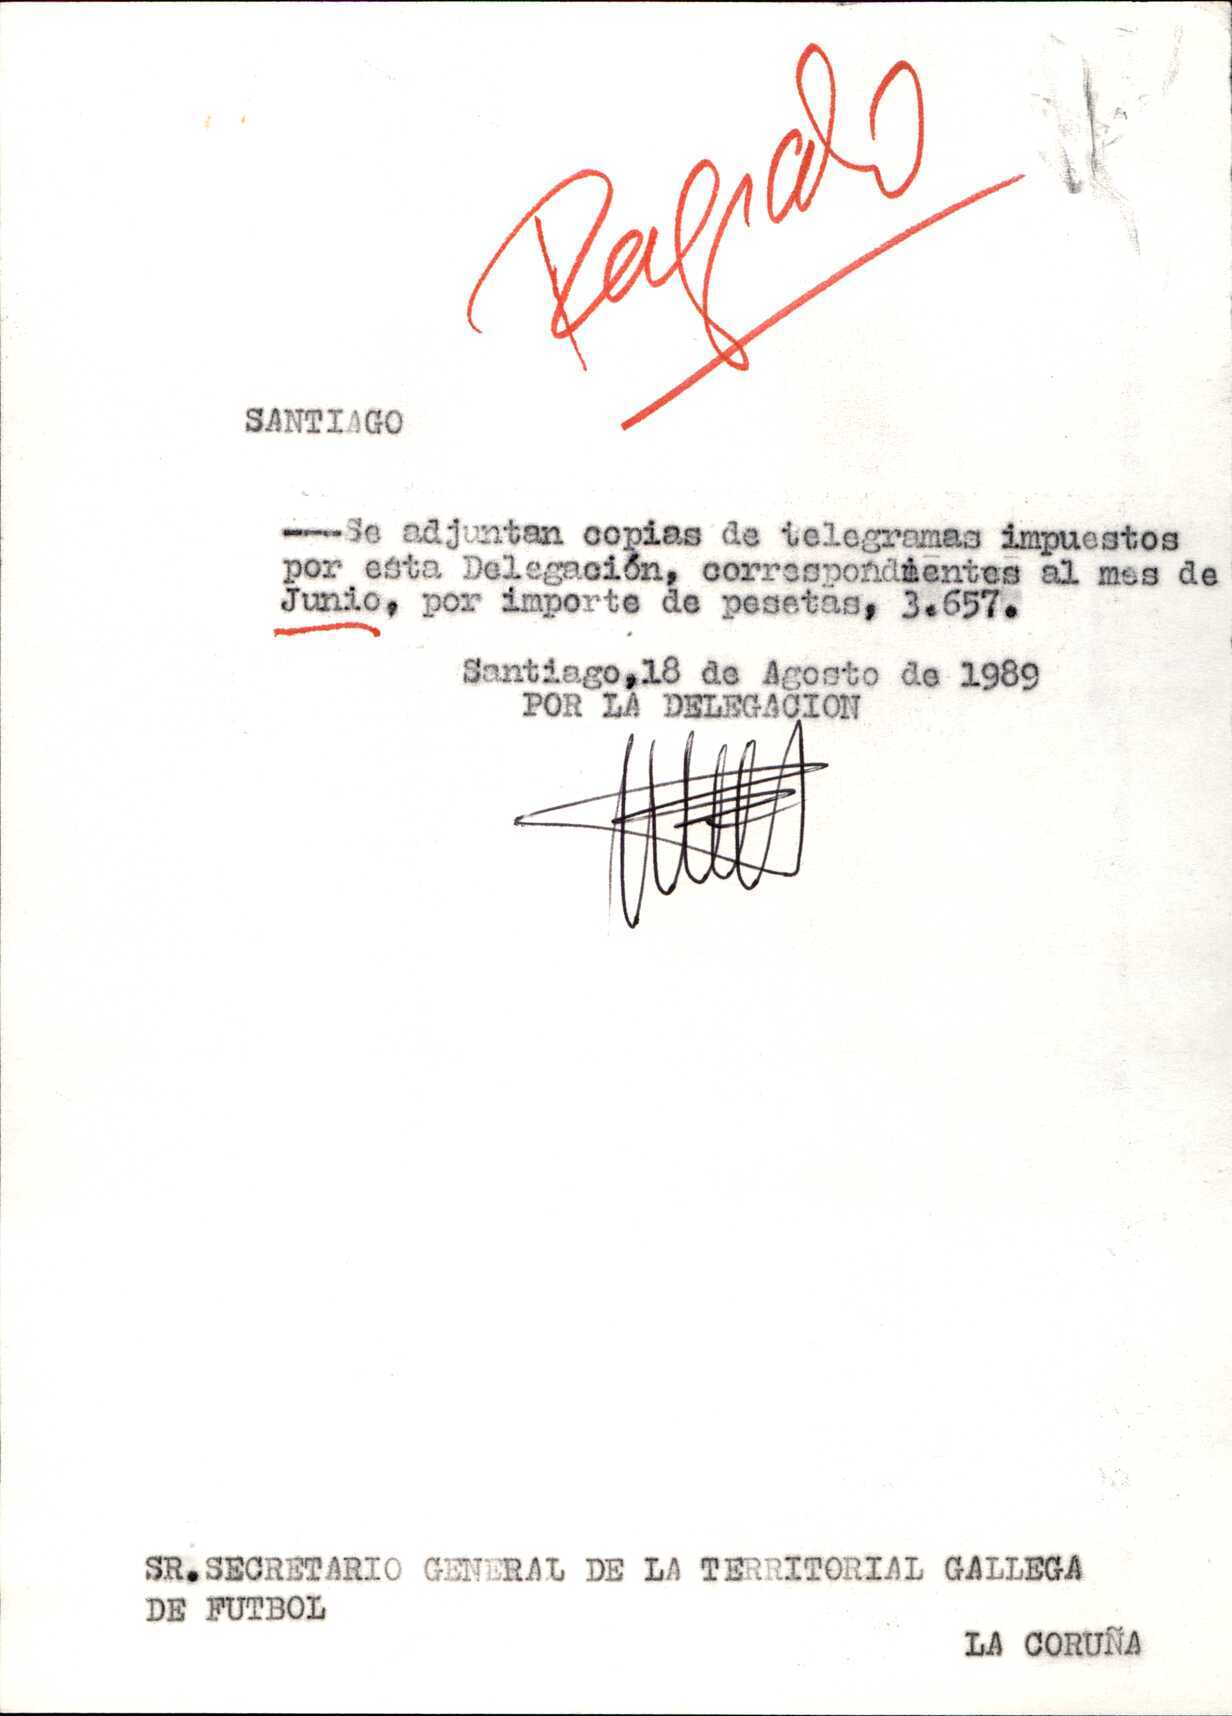 SANTIAGO
---Se adjuntan copias de telegramas impuestos
por esta Delegación, correspondientes al mes de
Junio, por importe de pesetas, 3.657.
Santiago,18 de Agosto de 1989
POR LA DELEGACION
SR.SECRETARIO GENERAL DE LA TERRITORIAL GALLEGA
DE FUTBOL
LA CORUÑA